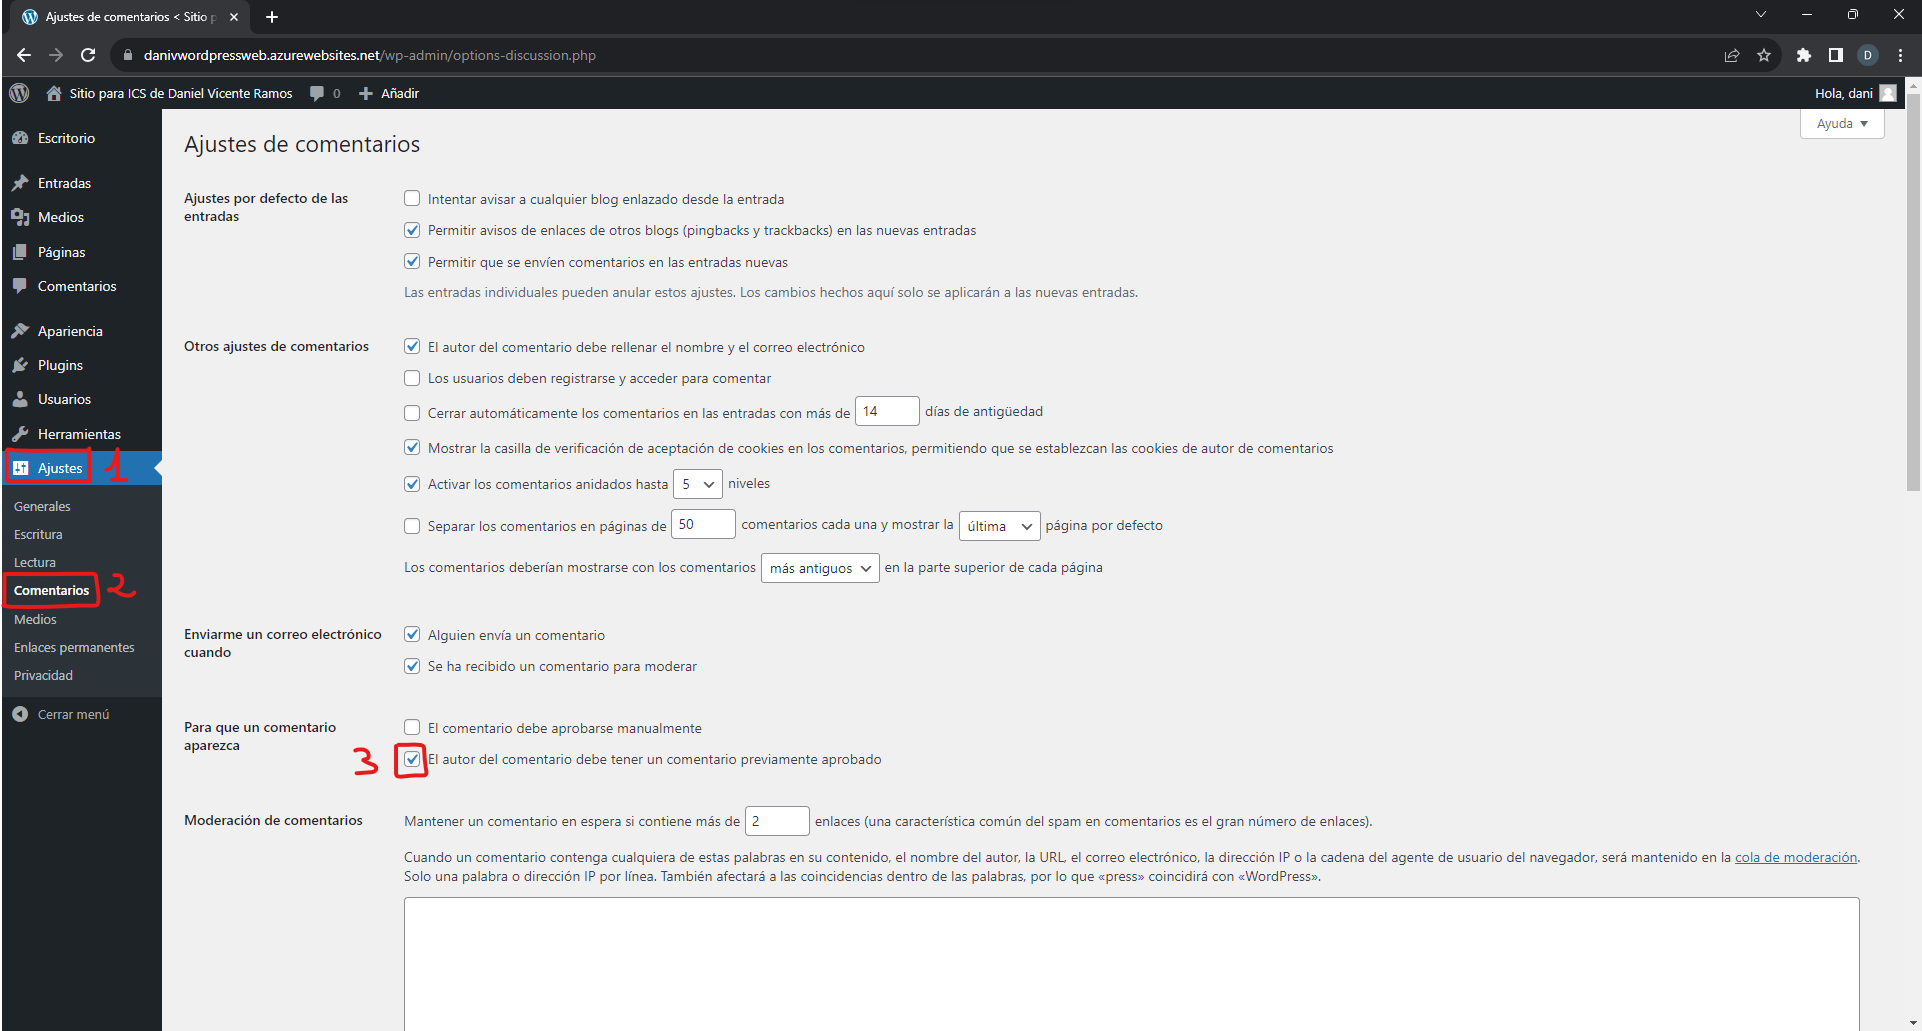 Ajustes de comentarios < Sitio p
danivwordpressweb.azurewebsites.net/wp-admin/options-discussion.php
D
Sitio para ICS de Daniel Vicente Ramos 0 Añadir
Hola, dani
Ayuda
Escritorio
Entradas
Medios
Páginas
Comentarios
Apariencia
Plugins
Usuarios
Herramientas
Ajustes 1
Generales
Escritura
Lectura
Comentarios 2
Medios
Enlaces permanentes
Privacidad
Cerrar menú
Ajustes de comentarios
Ajustes por defecto de las
entradas
Intentar avisar a cualquier blog enlazado desde la entrada
Permitir avisos de enlaces de otros blogs (pingbacks y trackbacks) en las nuevas entradas
Permitir que se envíen comentarios en las entradas nuevas
Las entradas individuales pueden anular estos ajustes. Los cambios hechos aquí solo se aplicarán a las nuevas entradas.
Otros ajustes de comentarios
El autor del comentario debe rellenar el nombre y el correo electrónico
Los usuarios deben registrarse y acceder para comentar
Cerrar automáticamente los comentarios en las entradas con más de 14 días de antigüedad
Mostrar la casilla de verificación de aceptación de cookies en los comentarios, permitiendo que se establezcan las cookies de autor de comentarios
Activar los comentarios anidados hasta 5 niveles
Separar los comentarios en páginas de 50 comentarios cada una y mostrar la última página por defecto
Los comentarios deberían mostrarse con los comentarios más antiguos en la parte superior de cada página
Enviarme un correo electrónico
cuando
Alguien envía un comentario
Se ha recibido un comentario para moderar
Para que un comentario
aparezca
El comentario debe aprobarse manualmente
3 El autor del comentario debe tener un comentario previamente aprobado
Moderación de comentarios
Mantener un comentario en espera si contiene más de 2 enlaces (una característica común del spam en comentarios es el gran número de enlaces).
Cuando un comentario contenga cualquiera de estas palabras en su contenido, el nombre del autor, la URL, el correo electrónico, la dirección IP o la cadena del agente de usuario del navegador, será mantenido en la cola de moderación.
Solo una palabra o dirección IP por línea. También afectará a las coincidencias dentro de las palabras, por lo que «press» coincidirá con «WordPress».